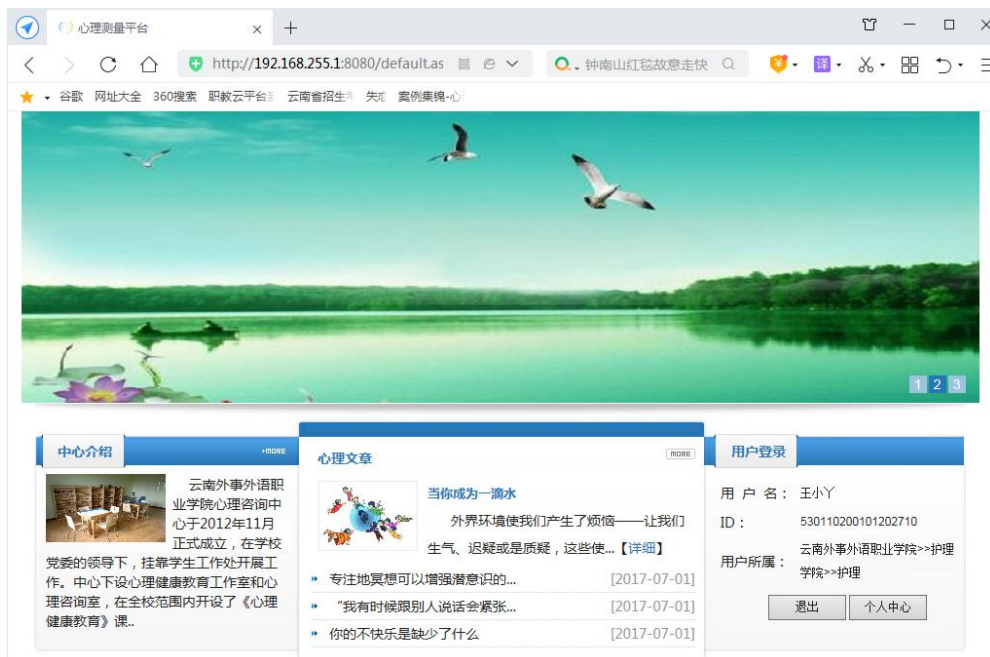 心理测量平台
http://192.168.255.1:8080/default.as
钟南山红毯故意走快
译
谷歌 网址大全 360搜索 职教云平台 云南省招生 失恋 案例集锦-心
1 2 3
中心介绍
+MORE
云南外事外语职
业学院心理咨询中
心于2012年11月
正式成立，在学校
党委的领导下，挂靠学生工作处开展工
作。中心下设心理健康教育工作室和心
理咨询室，在全校范围内开设了《心理
健康教育》课..
心理文章
MORE
当你成为一滴水
外界环境使我们产生了烦恼——让我们
生气、迟疑或是质疑，这些使...【详细】
专注地冥想可以增强潜意识的... [2017-07-01]
“我有时候跟别人说话会紧张... [2017-07-01]
你的不快乐是缺少了什么 [2017-07-01]
用户登录
用 户 名： 王小丫
ID： 530110200101202710
用户所属： 云南外事外语职业学院>>护理
学院>>护理
退出 个人中心